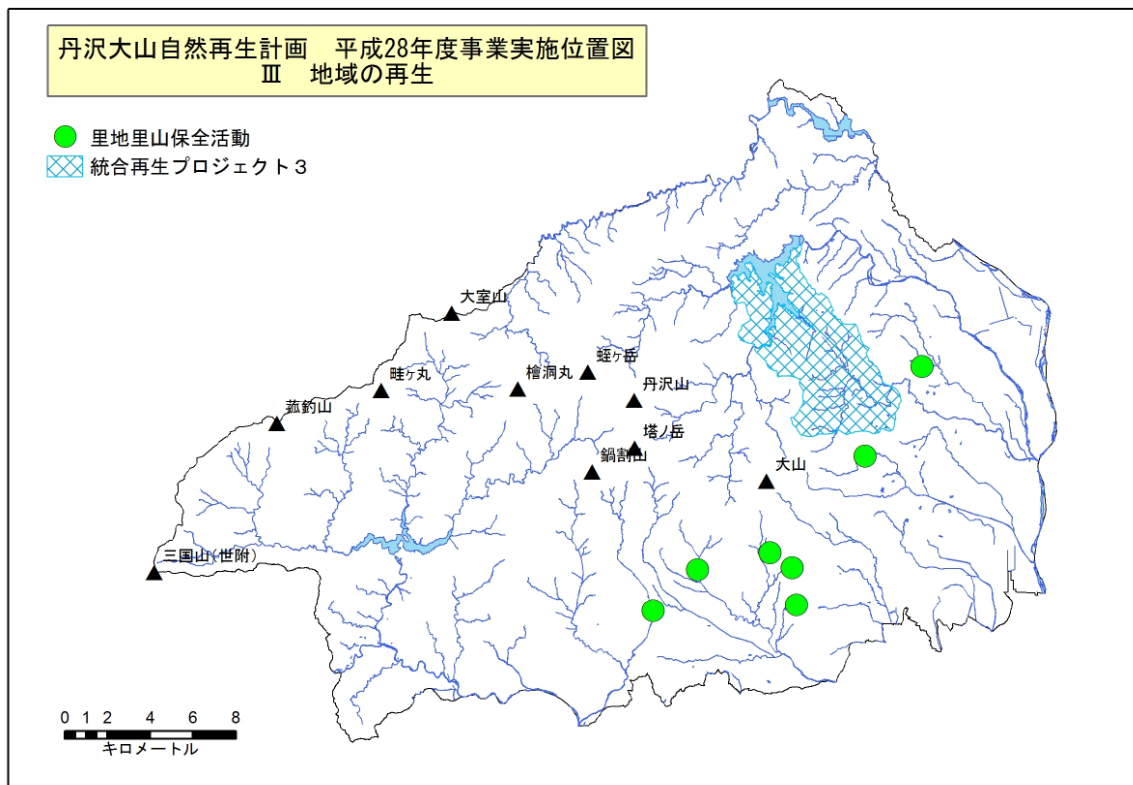 丹沢大山自然再生計画　平成28年度事業実施位置図
Ⅲ　地域の再生
里地里山保全活動
統合再生プロジェクト3
大室山
蛭ヶ岳
畦ヶ丸
檜洞丸
丹沢山
菰釣山
塔ノ岳
鍋割山
大山
三国山(世附)
0 1 2 4 6 8
キロメートル